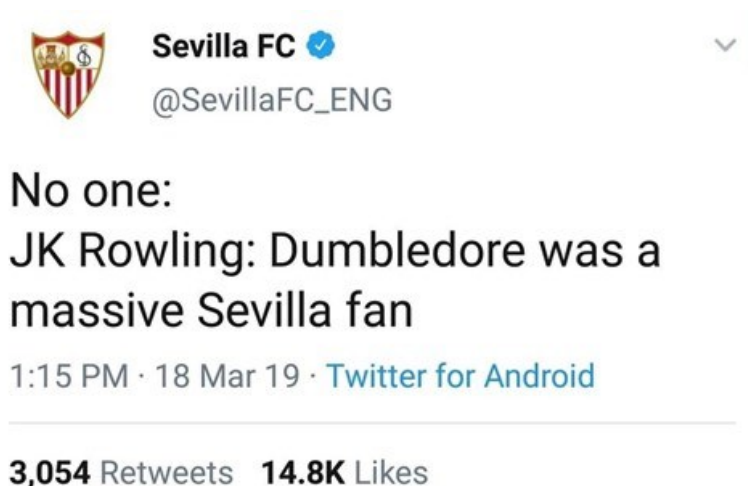 Sevilla FC
@SevillaFC_ENG
No one:
JK Rowling: Dumbledore was a
massive Sevilla fan
1:15 PM · 18 Mar 19 · Twitter for Android
3,054 Retweets 14.8K Likes